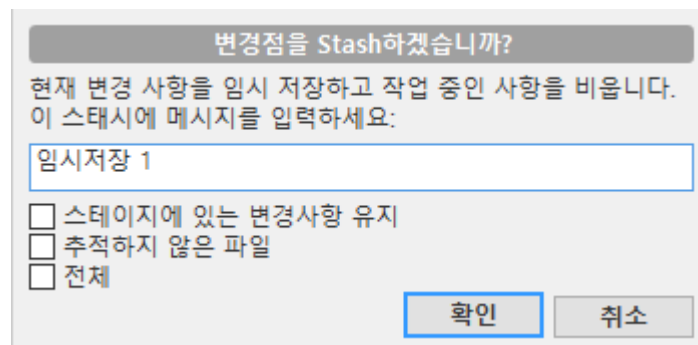 변경점을 Stash하겠습니까?
현재 변경 사항을 임시 저장하고 작업 중인 사항을 비웁니다.
이 스태시에 메시지를 입력하세요:
임시저장 1
스테이지에 있는 변경사항 유지
추적하지 않은 파일
전체
확인 취소